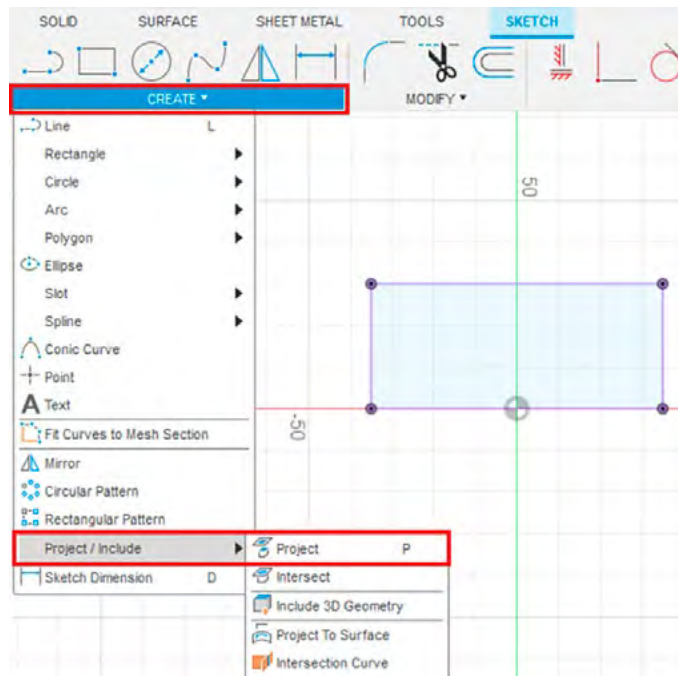 SOLID SURFACE SHEET METAL TOOLS SKETCH
CREATE ▾ MODIFY ▾
Line L
Rectangle
Circle
Arc
Polygon
Ellipse
Slot
Spline
Conic Curve
Point
A Text
Fit Curves to Mesh Section
Mirror
Circular Pattern
Rectangular Pattern
Project / Include
Sketch Dimension D
Project P
Intersect
Include 3D Geometry
Project To Surface
Intersection Curve
50
-50